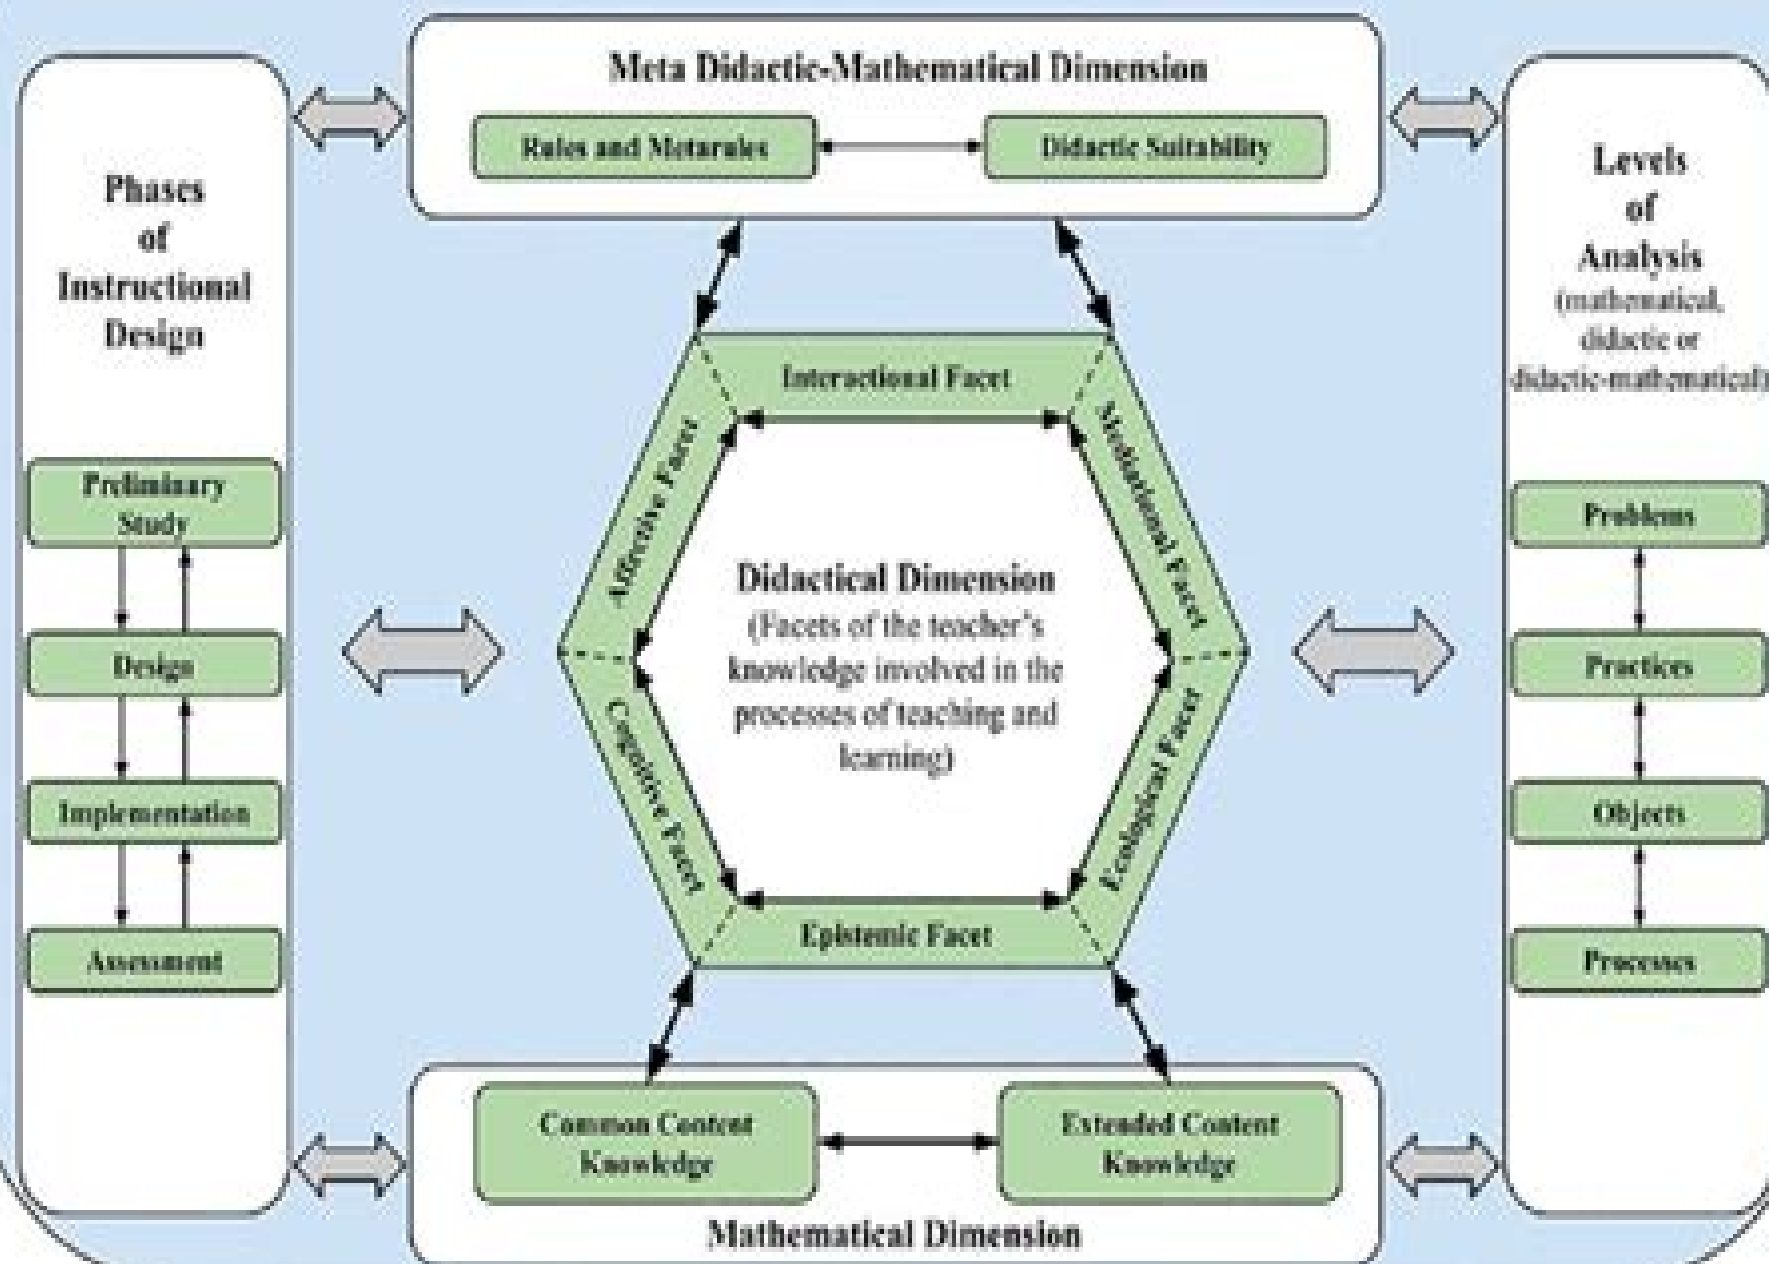 Meta Didactic-Mathematical Dimension
Rules and Metarules
Didactic Suitability
Phases
of
Instructional
Design
Preliminary
Study
Design
Implementation
Assessment
Interactional Facet
Affective Facet
Mediational Facet
Didactical Dimension
(Facets of the teacher's
knowledge involved in the
processes of teaching and
learning)
Cognitive Facet
Ecological Facet
Epistemic Facet
Levels
of
Analysis
(mathematical,
didactic or
didactic-mathematical)
Problems
Practices
Objects
Processes
Common Content
Knowledge
Extended Content
Knowledge
Mathematical Dimension